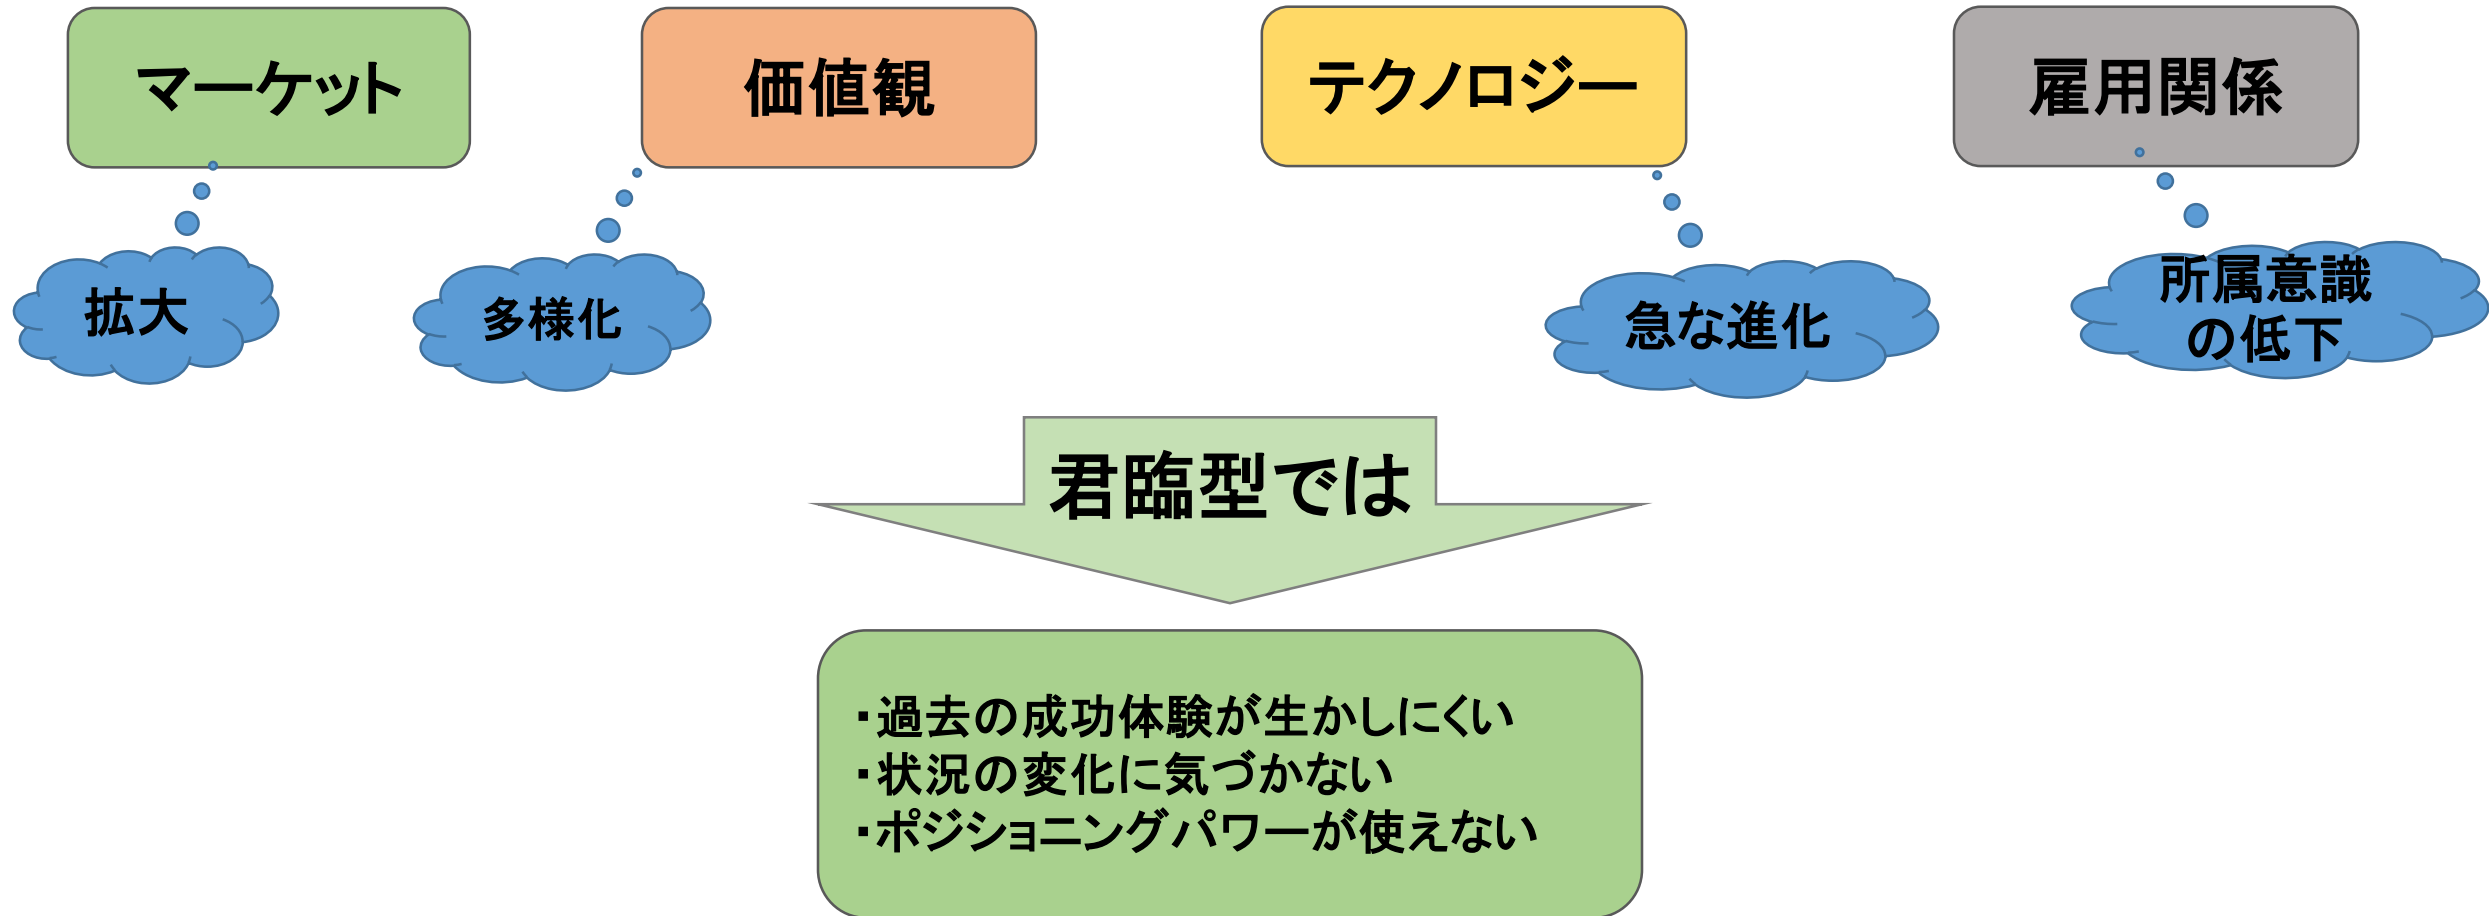 マーケット
価値観
テクノロジー
雇用関係
拡大
多様化
急な進化
所属意識
の低下
君臨型では
・過去の成功体験が生かしにくい
・状況の変化に気づかない
・ポジショニングパワーが使えない